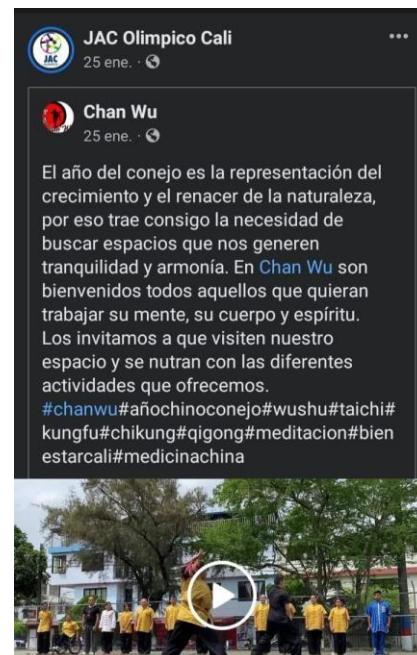 JAC Olimpico Cali
25 ene. ·
JAC
Chan Wu
25 ene. ·
El año del conejo es la representación del
crecimiento y el renacer de la naturaleza,
por eso trae consigo la necesidad de
buscar espacios que nos generen
tranquilidad y armonía. En Chan Wu son
bienvenidos todos aquellos que quieran
trabajar su mente, su cuerpo y espíritu.
Los invitamos a que visiten nuestro
espacio y se nutran con las diferentes
actividades que ofrecemos.
#chanwu#añochinoconejo#wushu#taichi#
kungfu#chikung#qigong#meditacion#bien
estarcali#medicinachina